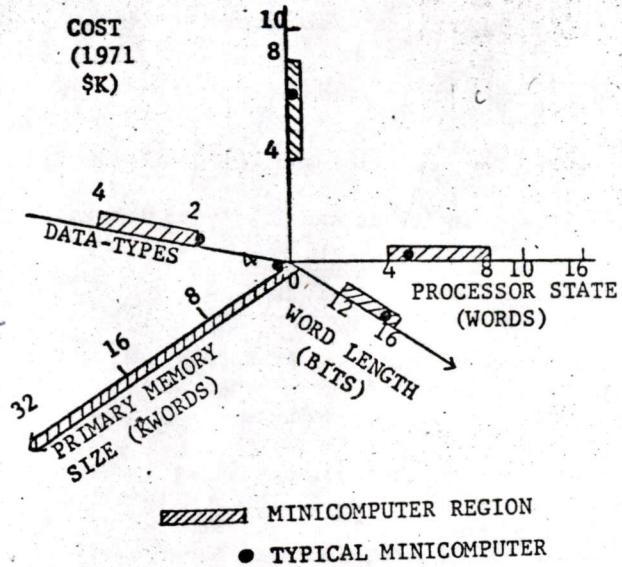 COST
(1971
$K)
10
8
4
4
2
DATA-TYPES
4
0
4
8
10
16
PROCESSOR STATE
(WORDS)
12
16
WORD LENGTH
(BITS)
8
16
32
PRIMARY MEMORY
SIZE (KWORDS)
MINICOMPUTER REGION
TYPICAL MINICOMPUTER